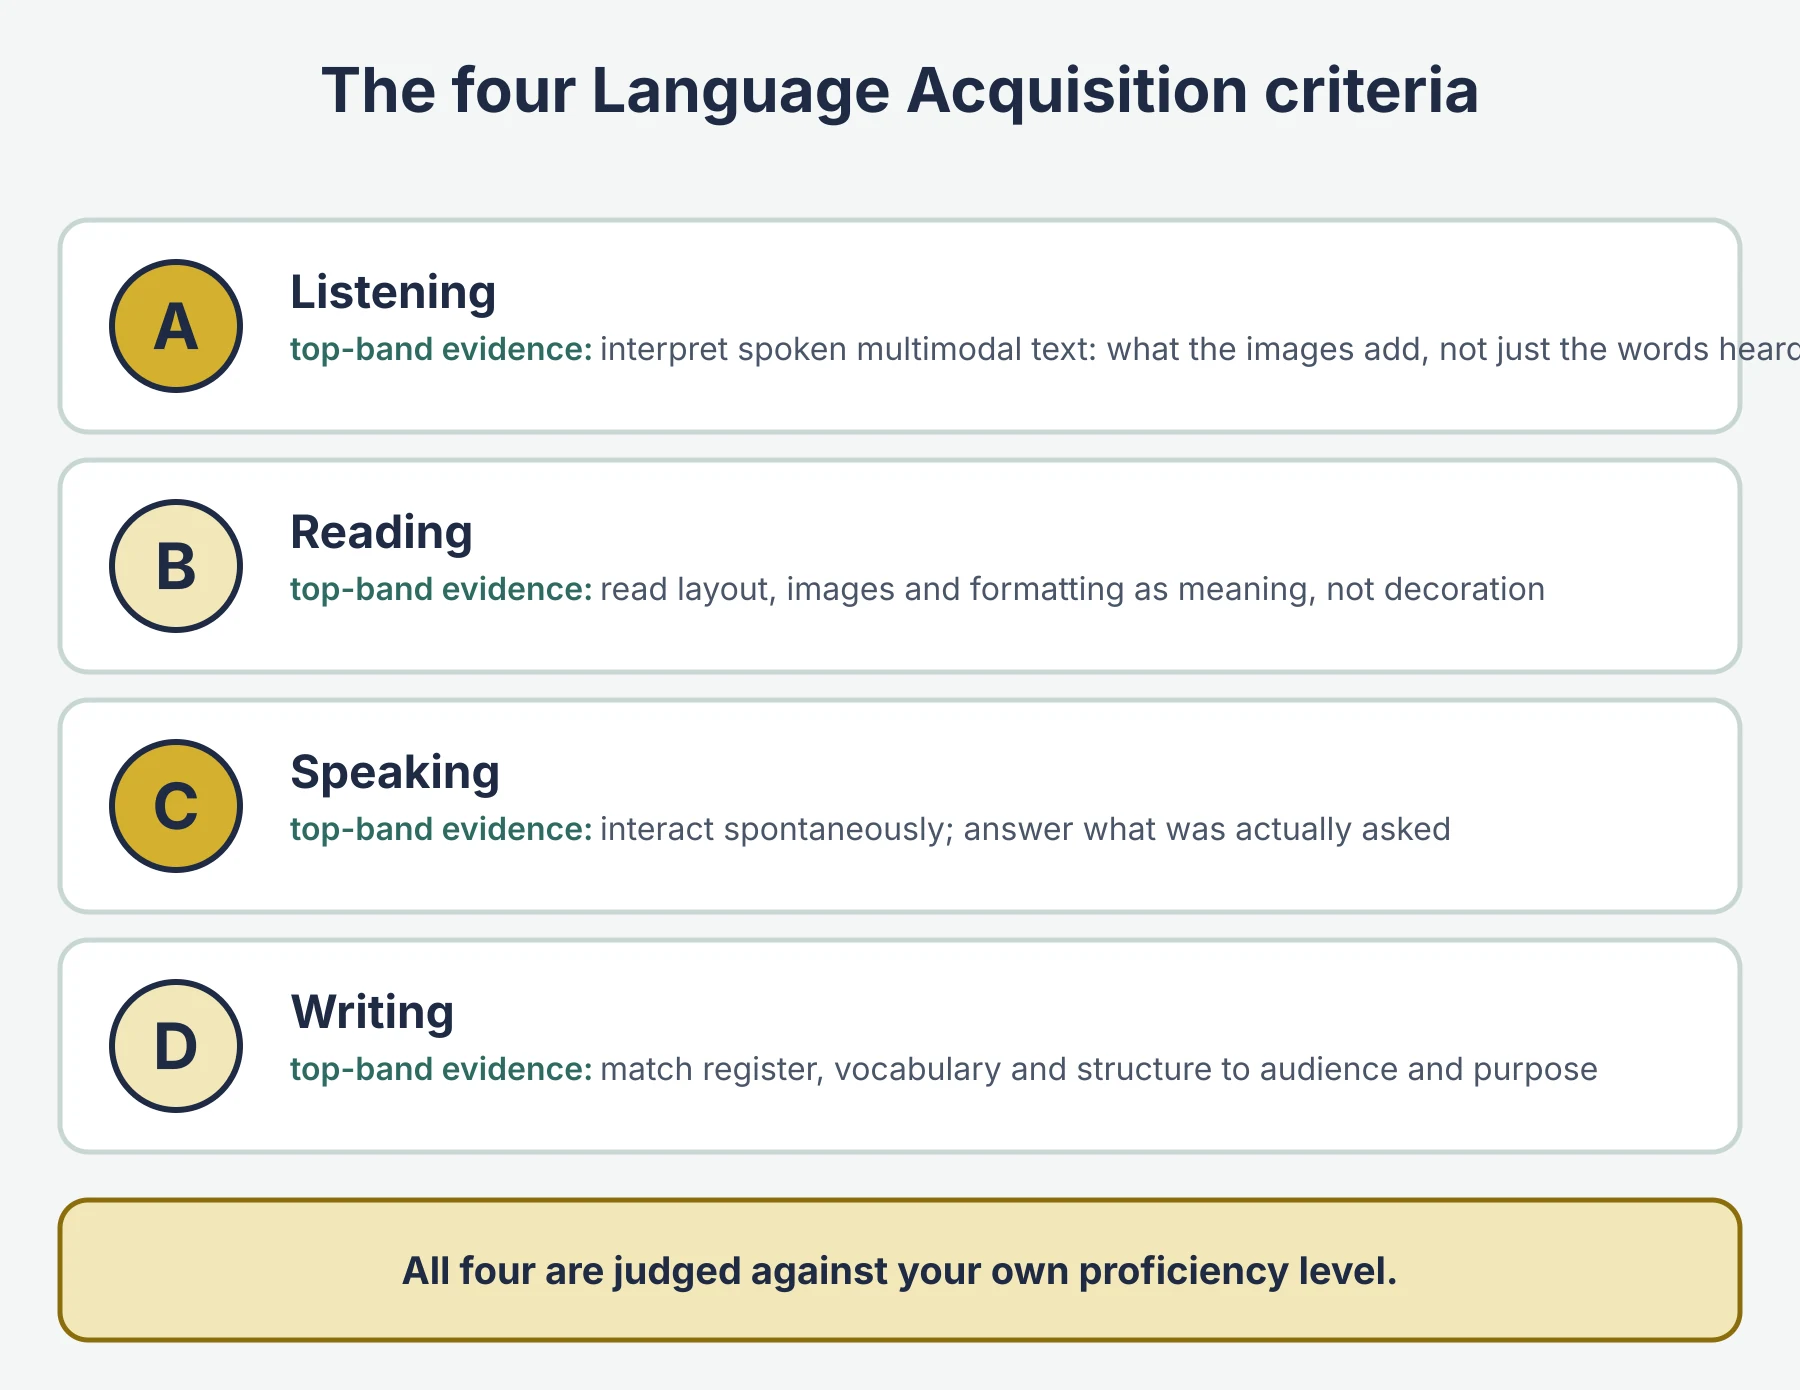 The four Language Acquisition criteria
A
Listening
top-band evidence: interpret spoken multimodal text: what the images add, not just the words heard
B
Reading
top-band evidence: read layout, images and formatting as meaning, not decoration
C
Speaking
top-band evidence: interact spontaneously; answer what was actually asked
D
Writing
top-band evidence: match register, vocabulary and structure to audience and purpose
All four are judged against your own proficiency level.